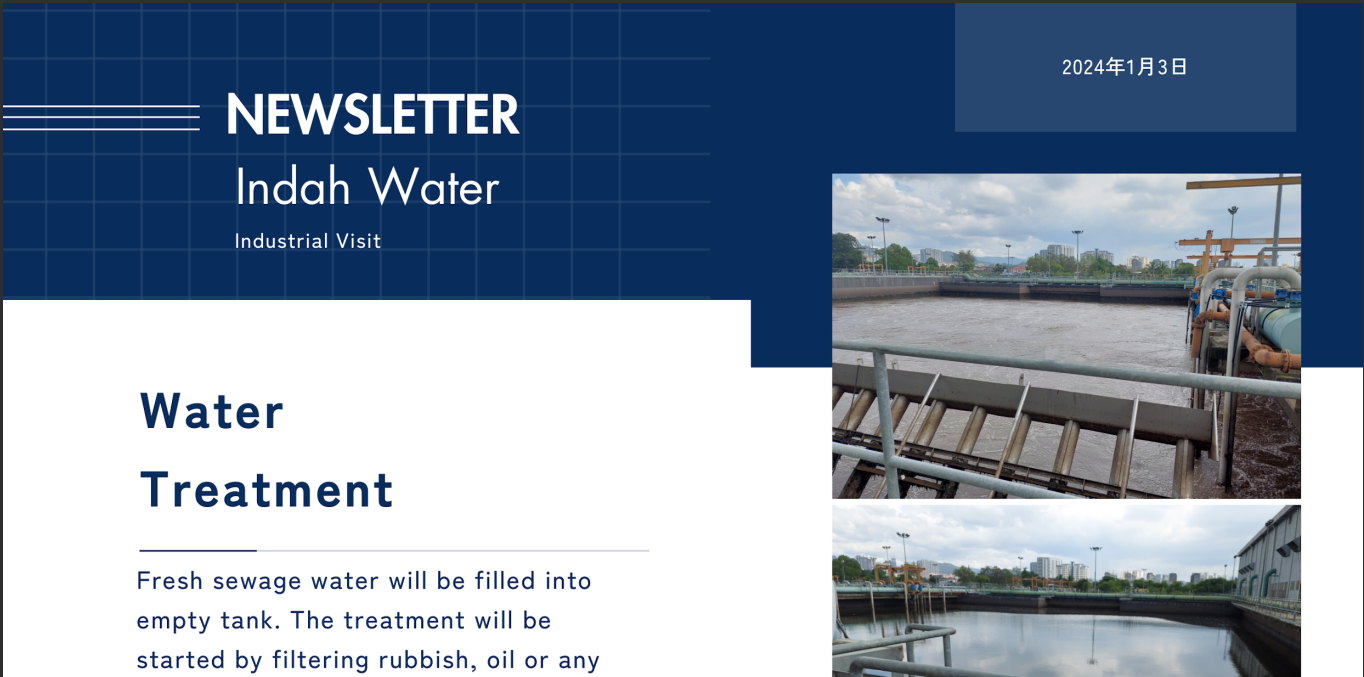 NEWSLETTER
Indah Water
Industrial Visit
2024年1月3日
Water
Treatment
Fresh sewage water will be filled into
empty tank. The treatment will be
started by filtering rubbish, oil or any